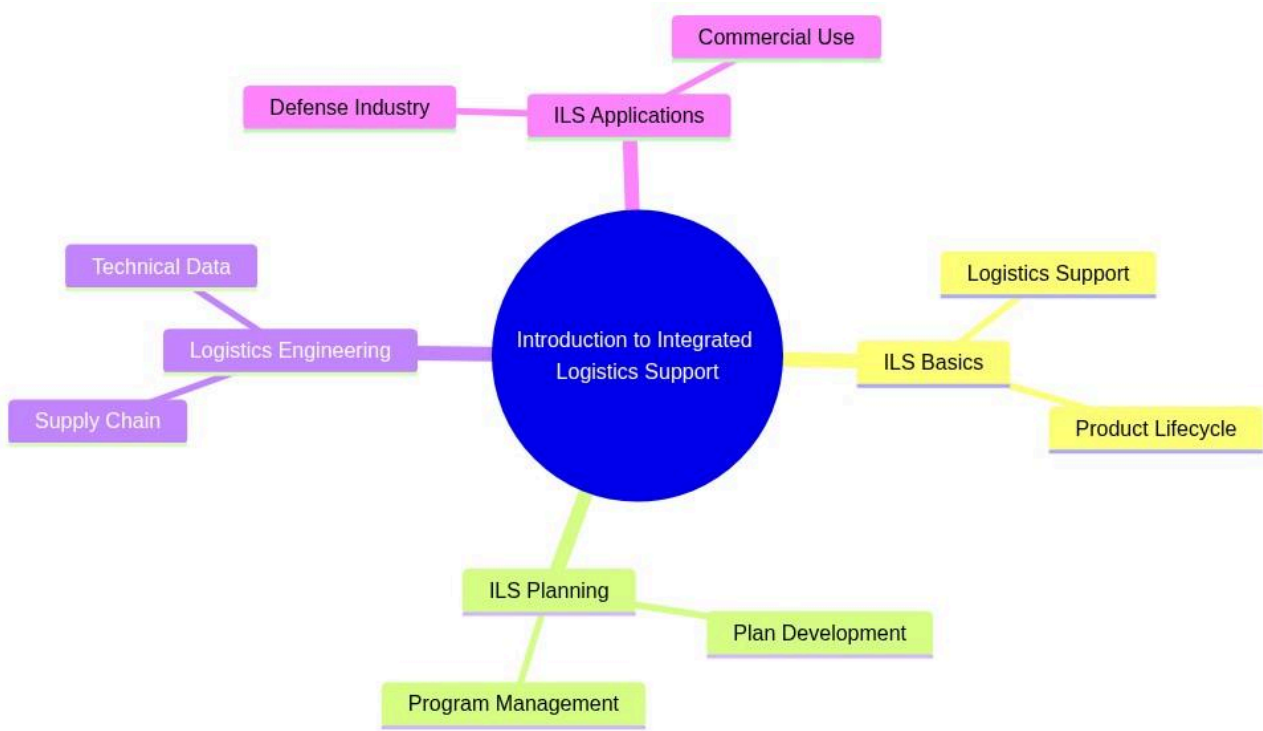 Commercial Use
Defense Industry
ILS Applications
Technical Data
Logistics Support
Introduction to Integrated
Logistics Support
Logistics Engineering
ILS Basics
Supply Chain
Product Lifecycle
ILS Planning
Plan Development
Program Management